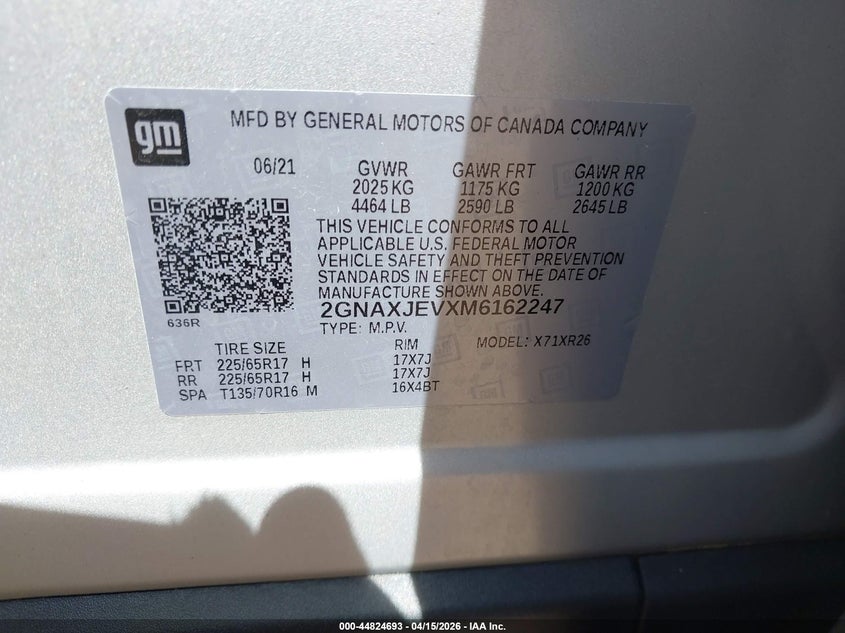 gm
MFD BY GENERAL MOTORS OF CANADA COMPANY
06/21 GVWR GAWR FRT GAWR RR
2025 KG 1175 KG 1200 KG
4464 LB 2590 LB 2645 LB
THIS VEHICLE CONFORMS TO ALL
APPLICABLE U.S. FEDERAL MOTOR
VEHICLE SAFETY AND THEFT PREVENTION
STANDARDS IN EFFECT ON THE DATE OF
MANUFACTURE SHOWN ABOVE.
2GNAXJEVXM6162247
636R
TYPE: M.P.V.
TIRE SIZE RIM MODEL: X71XR26
FRT 225/65R17 H 17X7J
RR 225/65R17 H 17X7J
SPA T135/70R16 M 16X4BT
000-44824693 - 04/15/2026 - IAA Inc.